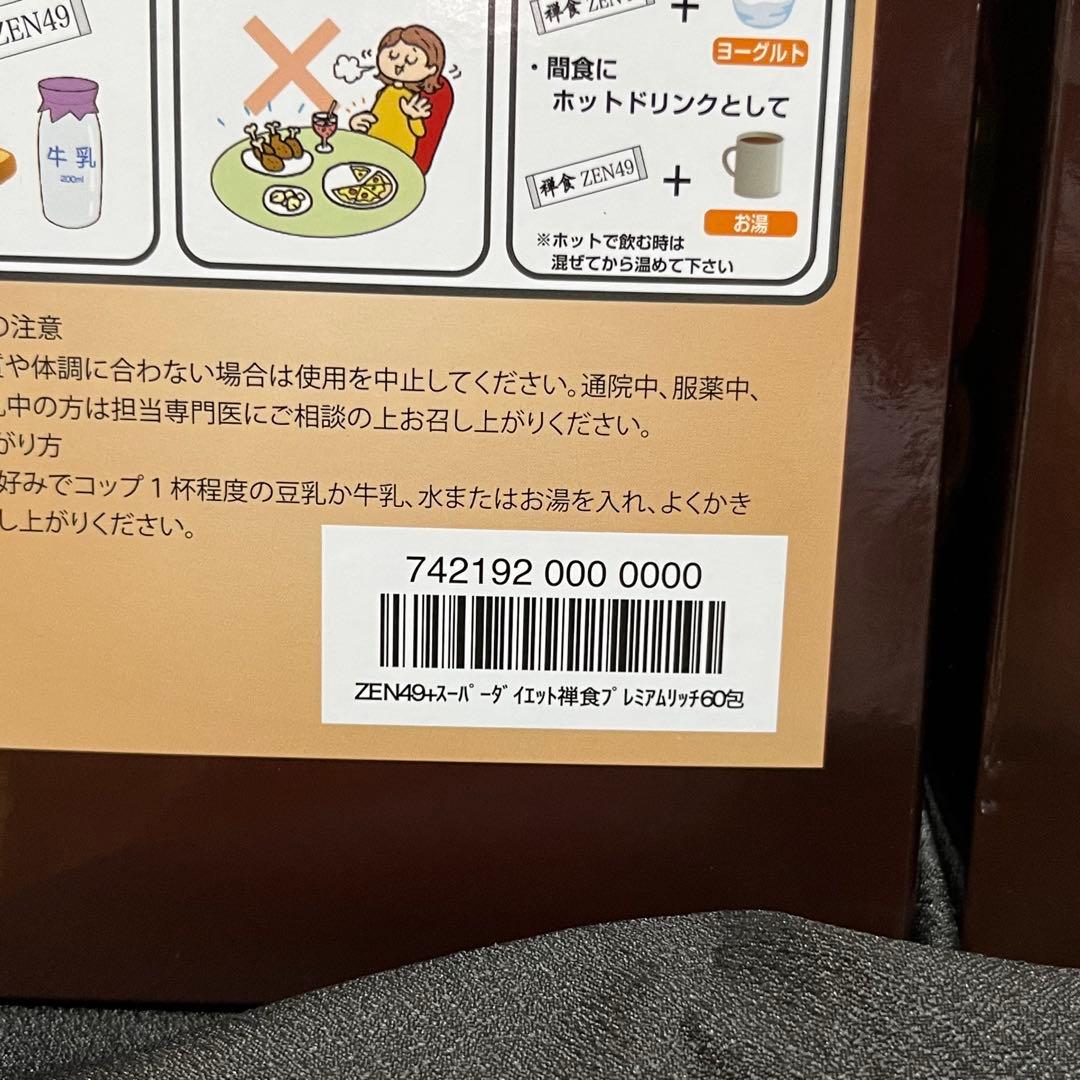 ZEN49
牛乳
200ml
禅食 ZEN
+
ヨーグルト
・間食に
ホットドリンクとして
禅食 ZEN49
+
お湯
※ホットで飲む時は
混ぜてから温めて下さい
の注意
や体調に合わない場合は使用を中止してください。通院中、服薬中、
中の方は担当専門医にご相談の上お召し上がりください。
がり方
好みでコップ1杯程度の豆乳か牛乳、水またはお湯を入れ、よくかき
し上がりください。
742192 000 0000
ZEN49+スーパーダイエット禅食プレミアムリッチ60包